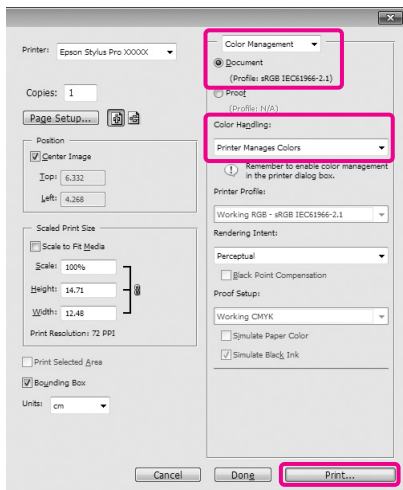 Printer: Epson Stylus Pro XXXXX
Copies: 1
Page Setup...
Position
Center Image
Top: 6.332
Left: 4.268
Scaled Print Size
Scale to Fit Media
Scale: 100%
Height: 14.71
Width: 12.48
Print Resolution: 72 PPI
Print Selected Area
Bounding Box
Units: cm
Color Management
Document
(Profile: sRGB IEC61966-2.1)
Proof
(Profile: N/A)
Color Handling:
Printer Manages Colors
Remember to enable color management
in the printer dialog box.
Printer Profile:
Working RGB - sRGB IEC61966-2.1
Rendering Intent:
Perceptual
Black Point Compensation
Proof Setup:
Working CMYK
Simulate Paper Color
Simulate Black Ink
Cancel
Done
Print...